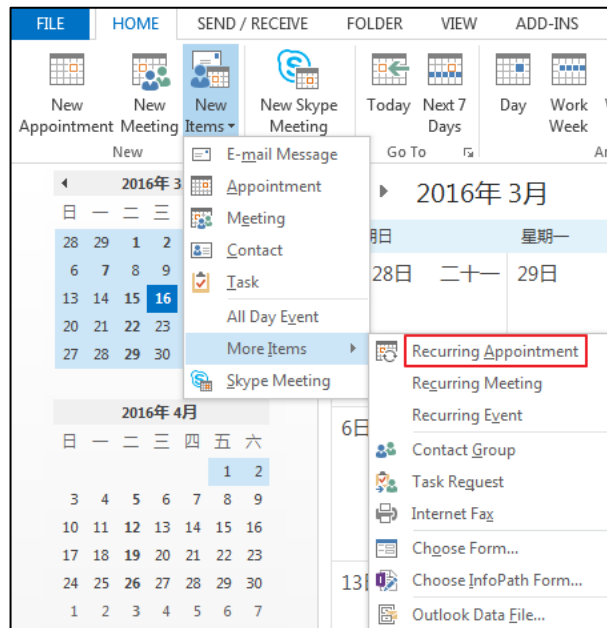 FILE HOME SEND / RECEIVE FOLDER VIEW ADD-INS
New Appointment
New Meeting
New Items
New Skype Meeting
Today
Next 7 Days
Day
Work Week
New
Go To
E-mail Message
Appointment
Meeting
Contact
Task
All Day Event
More Items
Skype Meeting
Recurring Appointment
Recurring Meeting
Recurring Event
Contact Group
Task Request
Internet Fax
Choose Form...
Choose InfoPath Form...
Outlook Data File...
2016年 3
日 一 二 三
28 29 1 2
6 7 8 9
13 14 15 16
20 21 22 23
27 28 29 30
2016年 4月
日 一 二 三 四 五 六
1 2
3 4 5 6 7 8 9
10 11 12 13 14 15 16
17 18 19 20 21 22 23
24 25 26 27 28 29 30
1 2 3 4 5 6 7
2016年 3月
期日 星期一
28日 二十一 29日
6日
13